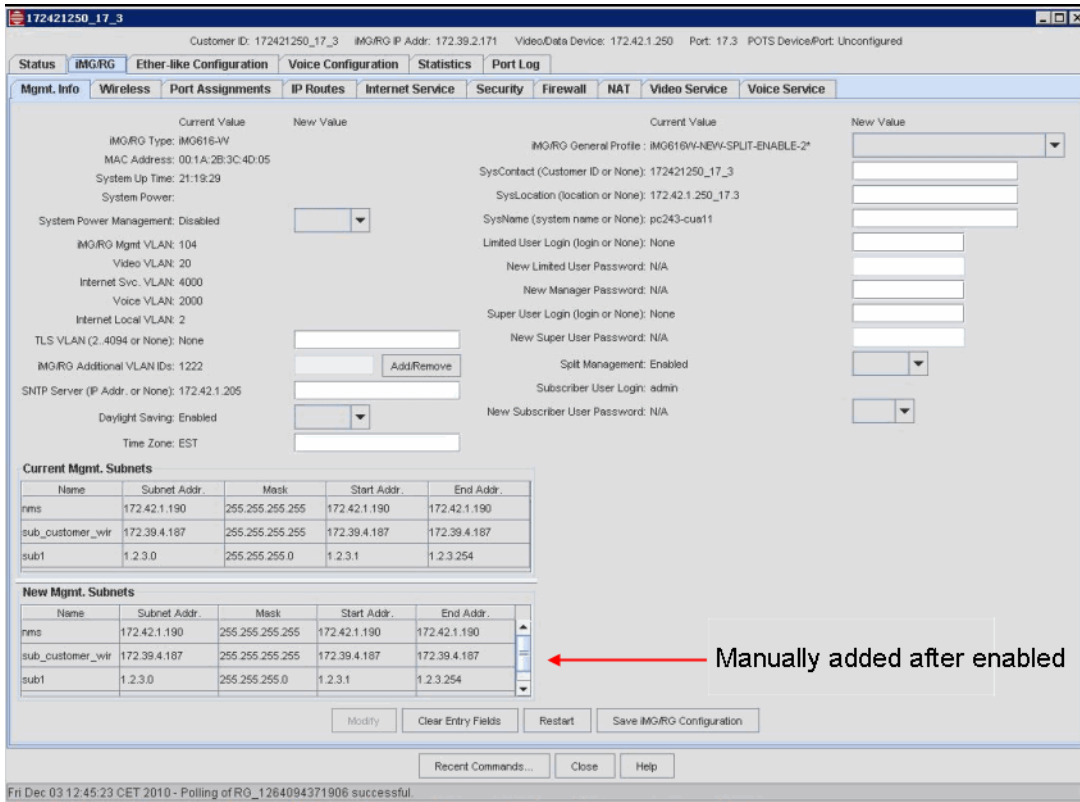 172421250_17_3
Customer ID: 172421250_17_3 iMG/RG IP Addr: 172.39.2.171 Video/Data Device: 172.42.1.250 Port: 17.3 POTS Device/Port: Unconfigured
Status iMG/RG Ether-like Configuration Voice Configuration Statistics Port Log
Mgmt. Info Wireless Port Assignments IP Routes Internet Service Security Firewall NAT Video Service Voice Service
Current Value New Value
iMG/RG Type: iMG616-W
MAC Address: 00:1A:2B:3C:4D:05
System Up Time: 21:19:29
System Power:
System Power Management: Disabled
iMG/RG Mgmt VLAN: 104
Video VLAN: 20
Internet Svc. VLAN: 4000
Voice VLAN: 2000
Internet Local VLAN: 2
TLS VLAN (2..4094 or None): None
iMG/RG Additional VLAN IDs: 1222 Add/Remove
SNTP Server (IP Addr. or None): 172.42.1.205
Daylight Saving: Enabled
Time Zone: EST
Current Value New Value
iMG/RG General Profile : iMG616W-NEW-SPLIT-ENABLE-2*
SysContact (Customer ID or None): 172421250_17_3
SysLocation (location or None): 172.42.1.250_17.3
SysName (system name or None): pc243-cua11
Limited User Login (login or None): None
New Limited User Password: N/A
New Manager Password: N/A
Super User Login (login or None): None
New Super User Password: N/A
Split Management: Enabled
Subscriber User Login: admin
New Subscriber User Password: N/A
Current Mgmt. Subnets
Name Subnet Addr. Mask Start Addr. End Addr.
nms 172.42.1.190 255.255.255.255 172.42.1.190 172.42.1.190
sub_customer_wir 172.39.4.187 255.255.255.255 172.39.4.187 172.39.4.187
sub1 1.2.3.0 255.255.255.0 1.2.3.1 1.2.3.254
New Mgmt. Subnets
Name Subnet Addr. Mask Start Addr. End Addr.
nms 172.42.1.190 255.255.255.255 172.42.1.190 172.42.1.190
sub_customer_wir 172.39.4.187 255.255.255.255 172.39.4.187 172.39.4.187
sub1 1.2.3.0 255.255.255.0 1.2.3.1 1.2.3.254
Manually added after enabled
Modify Clear Entry Fields Restart Save iMG/RG Configuration
Recent Commands... Close Help
Fri Dec 03 12:45:23 CET 2010 - Polling of RG_1264094371906 successful.